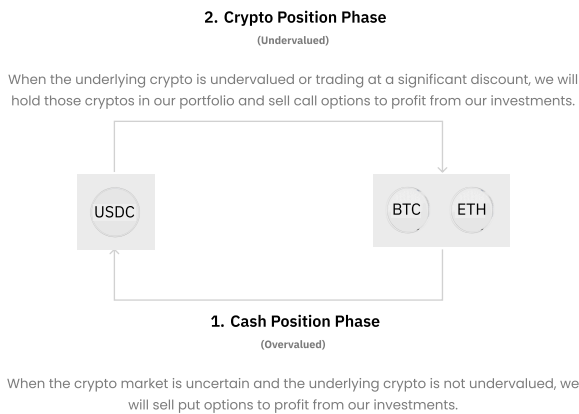 2. Crypto Position Phase
(Undervalued)
When the underlying crypto is undervalued or trading at a significant discount, we will
hold those cryptos in our portfolio and sell call options to profit from our investments.
USDC
BTC
ETH
1. Cash Position Phase
(Overvalued)
When the crypto market is uncertain and the underlying crypto is not undervalued, we
will sell put options to profit from our investments.